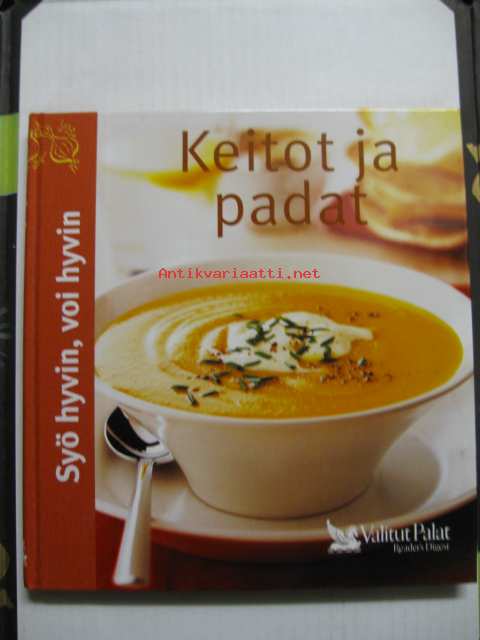 Keitot ja
padat
Antikvariaatti.net
Syö hyvin, voi hyvin
Valitut Palat
Reader's Digest